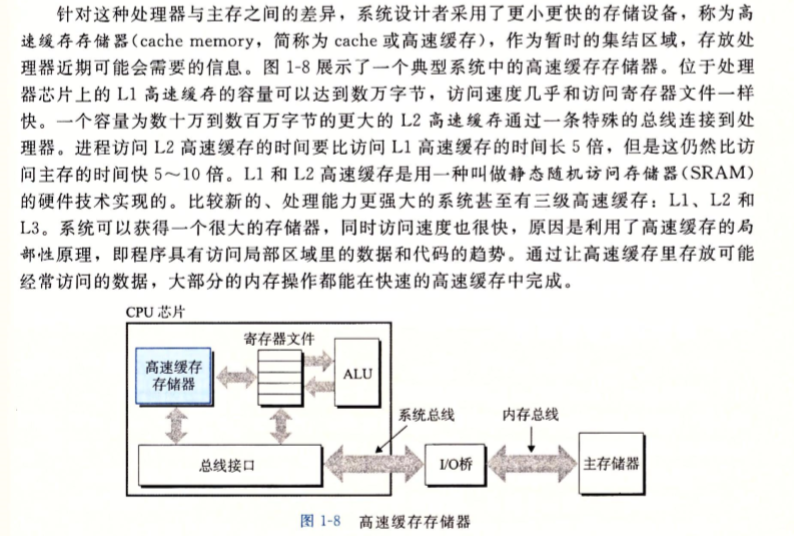 针对这种处理器与主存之间的差异，系统设计者采用了更小更快的存储设备，称为高
速缓存存储器(cache memory，简称为 cache 或高速缓存)，作为暂时的集结区域，存放处
理器近期可能会需要的信息。图 1-8 展示了一个典型系统中的高速缓存存储器。位于处理
器芯片上的 L1 高速缓存的容量可以达到数万字节，访问速度几乎和访问寄存器文件一样
快。一个容量为数十万到数百万字节的更大的 L2 高速缓存通过一条特殊的总线连接到处
理器。进程访问 L2 高速缓存的时间要比访问 L1 高速缓存的时间长 5 倍，但是这仍然比访
问主存的时间快 5～10 倍。L1 和 L2 高速缓存是用一种叫做静态随机访问存储器(SRAM)
的硬件技术实现的。比较新的、处理能力更强大的系统甚至有三级高速缓存：L1、L2 和
L3。系统可以获得一个很大的存储器，同时访问速度也很快，原因是利用了高速缓存的局
部性原理，即程序具有访问局部区域里的数据和代码的趋势。通过让高速缓存里存放可能
经常访问的数据，大部分的内存操作都能在快速的高速缓存中完成。
CPU 芯片
寄存器文件
高速缓存
存储器
ALU
系统总线
内存总线
总线接口
I/O桥
主存储器
图 1-8 高速缓存存储器